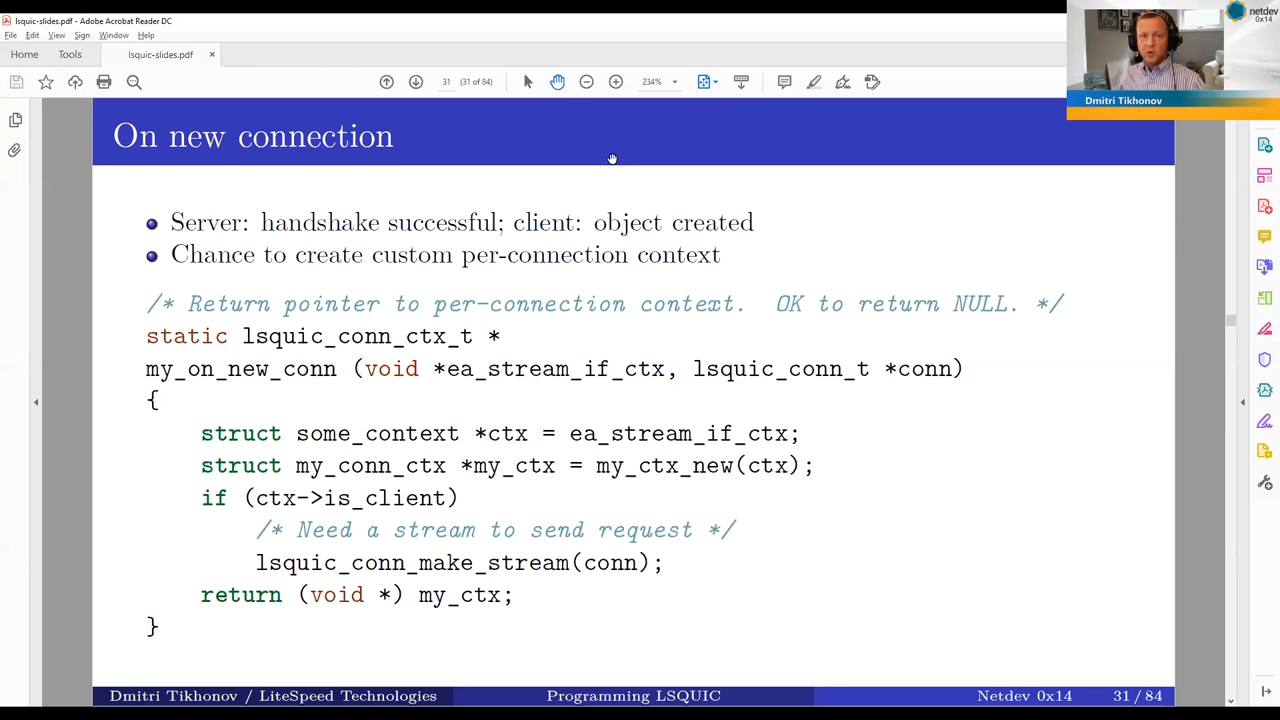 lsquic-slides.pdf - Adobe Acrobat Reader DC
File Edit View Sign Window Help
Home Tools lsquic-slides.pdf ×
31 (31 of 84) 234%
netdev
0x14
Dmitri Tikhonov
On new connection
Server: handshake successful; client: object created
Chance to create custom per-connection context
/* Return pointer to per-connection context.  OK to return NULL. */
static lsquic_conn_ctx_t *
my_on_new_conn (void *ea_stream_if_ctx, lsquic_conn_t *conn)
{
struct some_context *ctx = ea_stream_if_ctx;
struct my_conn_ctx *my_ctx = my_ctx_new(ctx);
if (ctx->is_client)
/* Need a stream to send request */
lsquic_conn_make_stream(conn);
return (void *) my_ctx;
}
Dmitri Tikhonov / LiteSpeed Technologies Programming LSQUIC Netdev 0x14 31 / 84